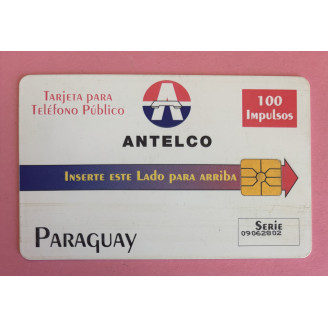 Tarjeta para
Teléfono Público
100
Impulsos
ANTELCO
Inserte este Lado para arriba
Paraguay
Serie
09062802